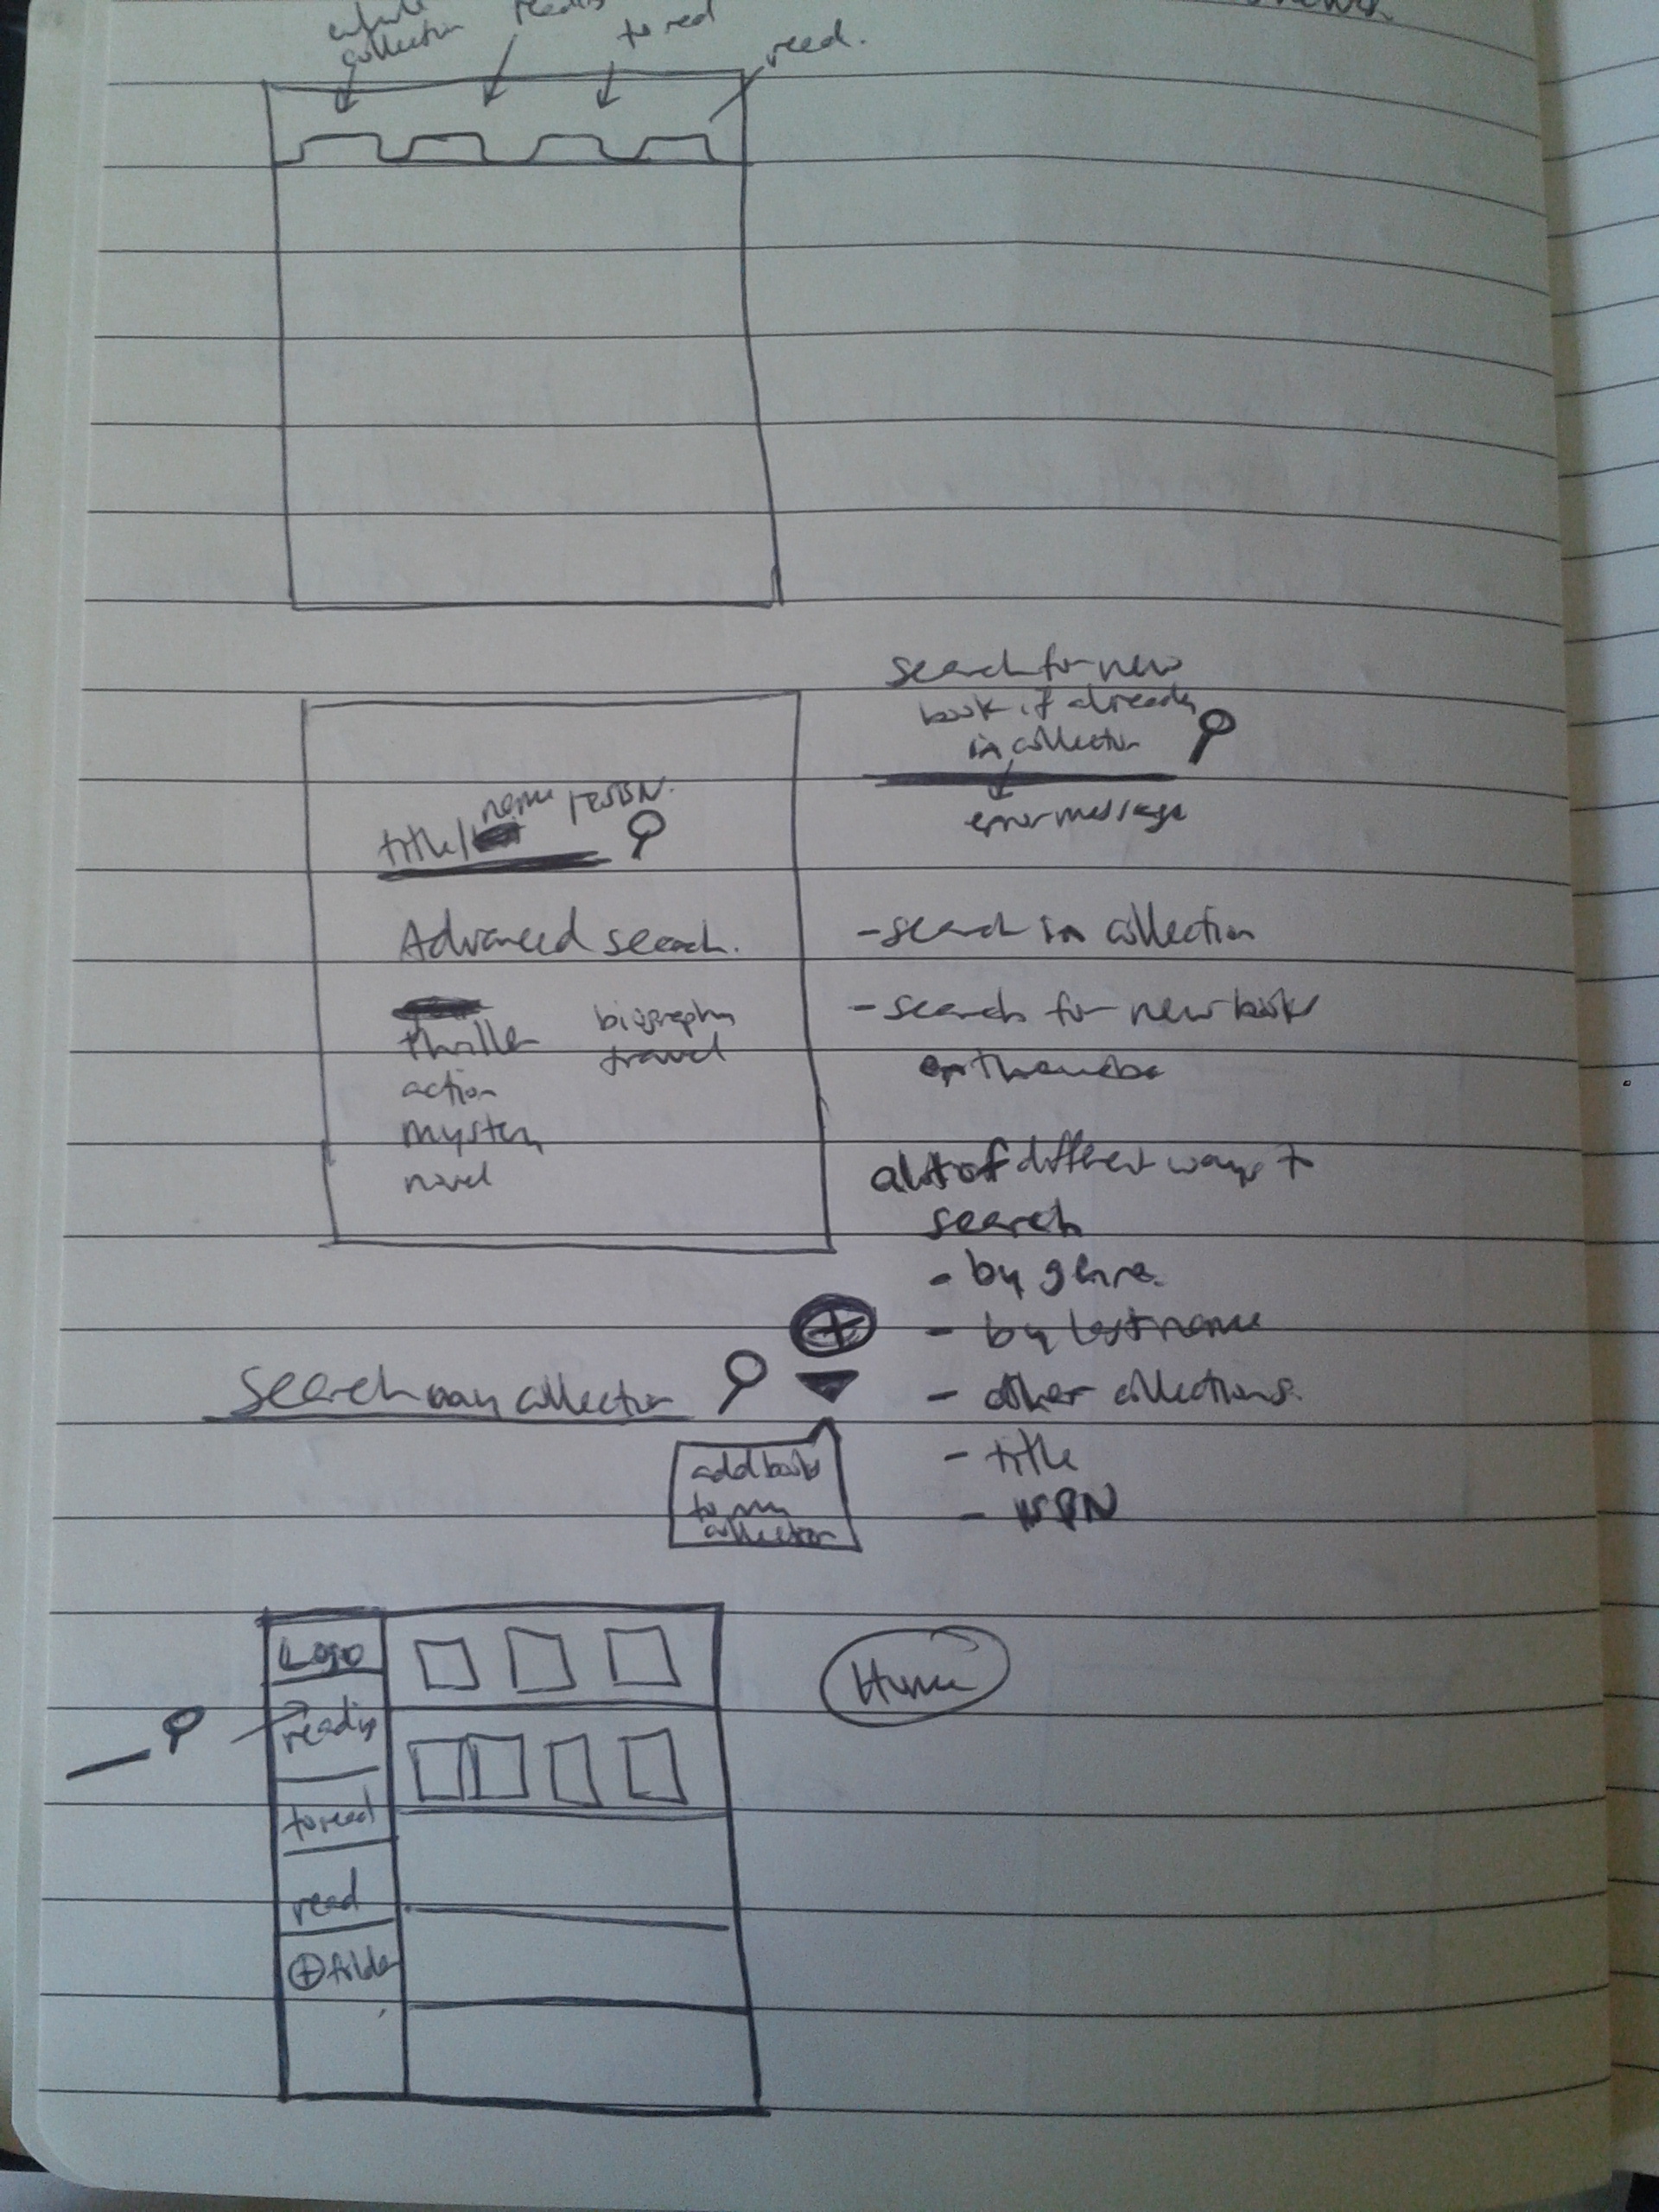 whole
collection
reading
to read
read.
search for new
book if already
in collection
error message
title/
name /ISBN.
Advanced search.
thriller
action
mystery
novel
biography
travel
- search in collection
- search for new books
on the web
a lot of different ways to
search
- by genre.
- by last name
- other collections.
- title
- ISBN
search my collection
add book
to my
collection
Logo
reading
to read
read
folder
Home